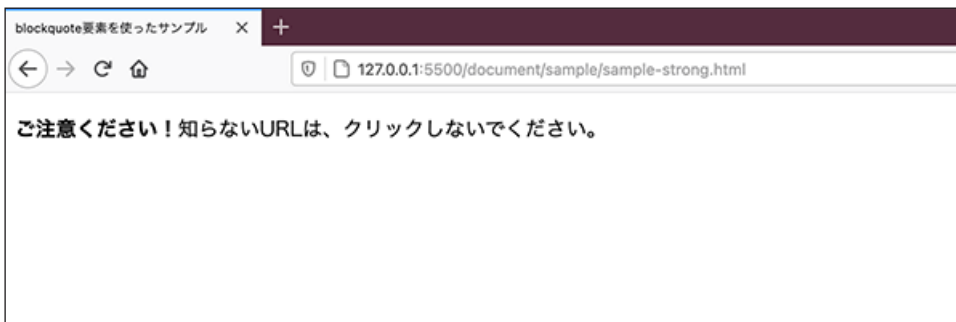 blockquote要素を使ったサンプル
127.0.0.1:5500/document/sample/sample-strong.html
ご注意ください！知らないURLは、クリックしないでください。